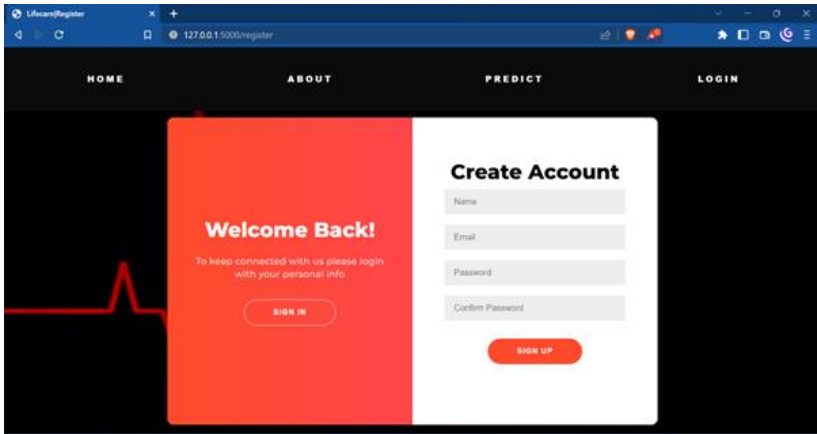 Lifecare|Register
127.0.0.1:5000/register
HOME ABOUT PREDICT LOGIN
Welcome Back!
To keep connected with us please login
with your personal info
SIGN IN
Create Account
Name
Email
Password
Confirm Password
SIGN UP